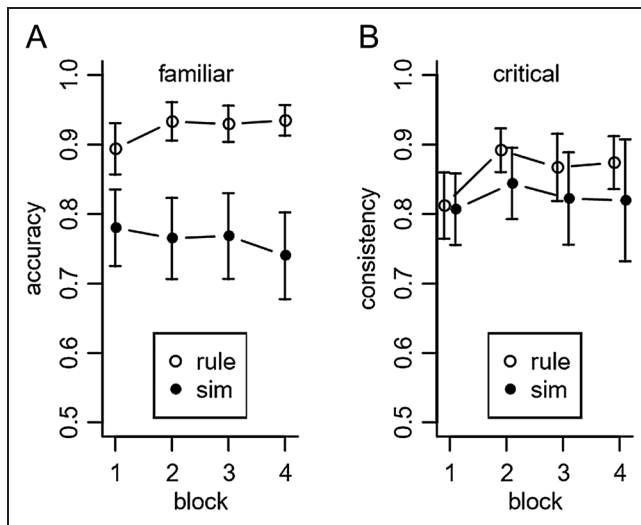 A
familiar
accuracy
1.0
0.9
0.8
0.7
0.6
0.5
rule
sim
1 2 3 4
block
B
critical
consistency
1.0
0.9
0.8
0.7
0.6
0.5
rule
sim
1 2 3 4
block